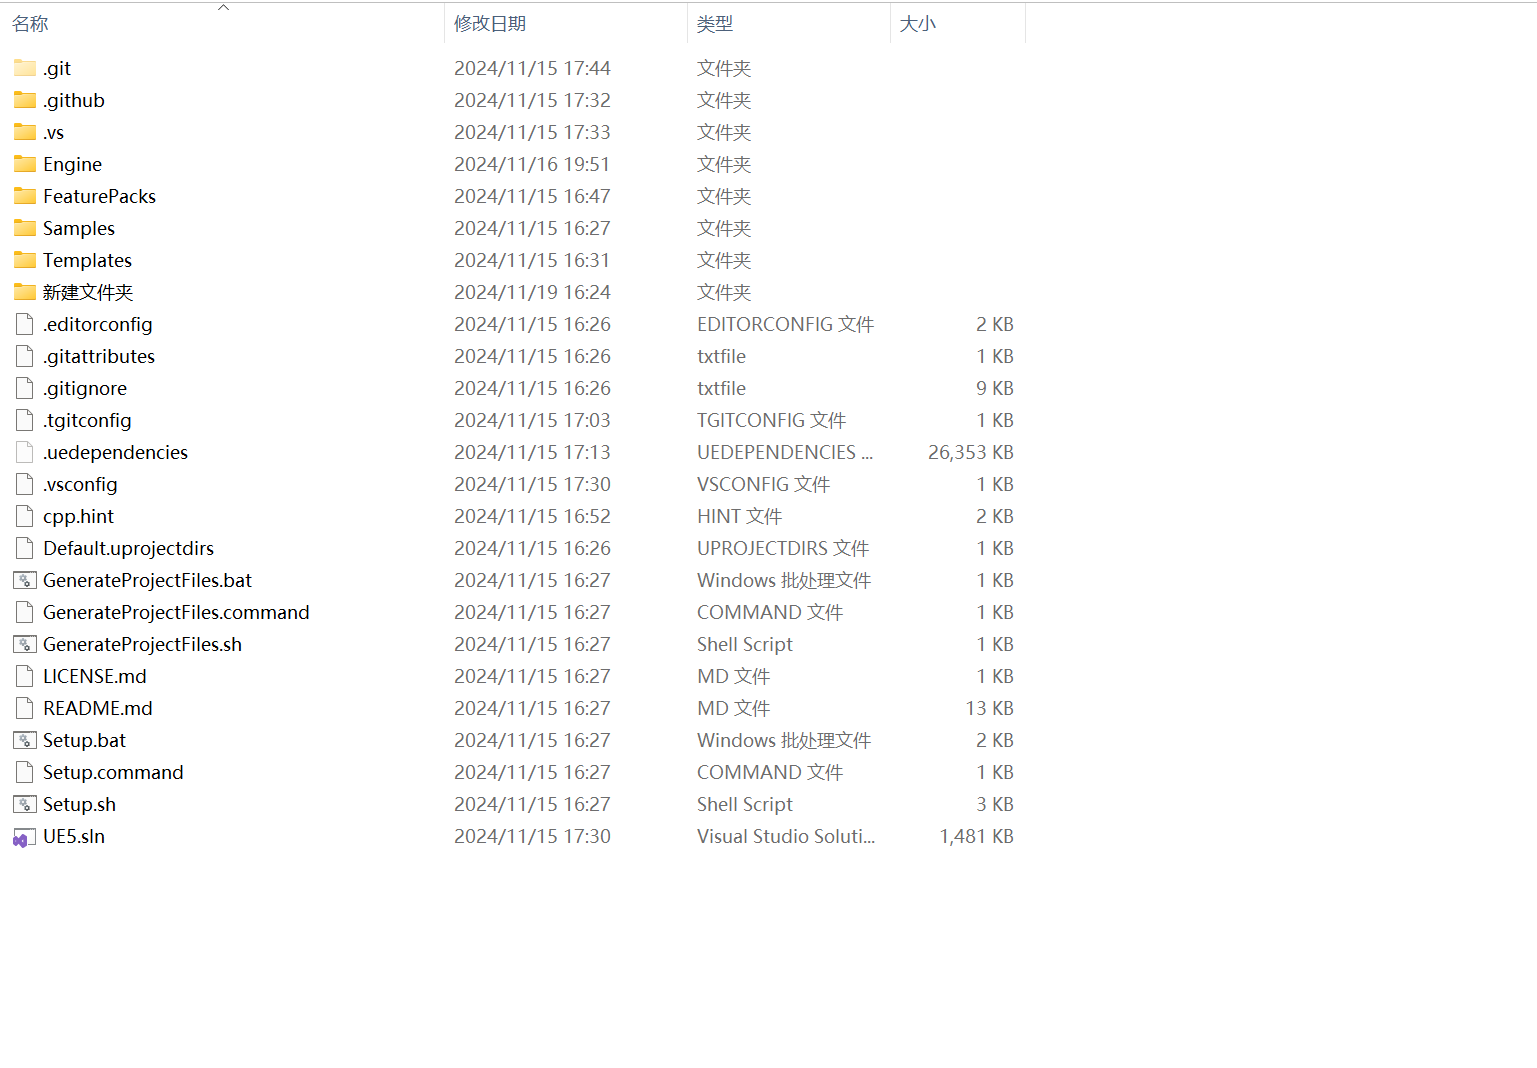 名称 修改日期 类型 大小
.git 2024/11/15 17:44 文件夹
.github 2024/11/15 17:32 文件夹
.vs 2024/11/15 17:33 文件夹
Engine 2024/11/16 19:51 文件夹
FeaturePacks 2024/11/15 16:47 文件夹
Samples 2024/11/15 16:27 文件夹
Templates 2024/11/15 16:31 文件夹
新建文件夹 2024/11/19 16:24 文件夹
.editorconfig 2024/11/15 16:26 EDITORCONFIG 文件 2 KB
.gitattributes 2024/11/15 16:26 txtfile 1 KB
.gitignore 2024/11/15 16:26 txtfile 9 KB
.tgitconfig 2024/11/15 17:03 TGITCONFIG 文件 1 KB
.uedependencies 2024/11/15 17:13 UEDEPENDENCIES ... 26,353 KB
.vsconfig 2024/11/15 17:30 VSCONFIG 文件 1 KB
cpp.hint 2024/11/15 16:52 HINT 文件 2 KB
Default.uprojectdirs 2024/11/15 16:26 UPROJECTDIRS 文件 1 KB
GenerateProjectFiles.bat 2024/11/15 16:27 Windows 批处理文件 1 KB
GenerateProjectFiles.command 2024/11/15 16:27 COMMAND 文件 1 KB
GenerateProjectFiles.sh 2024/11/15 16:27 Shell Script 1 KB
LICENSE.md 2024/11/15 16:27 MD 文件 1 KB
README.md 2024/11/15 16:27 MD 文件 13 KB
Setup.bat 2024/11/15 16:27 Windows 批处理文件 2 KB
Setup.command 2024/11/15 16:27 COMMAND 文件 1 KB
Setup.sh 2024/11/15 16:27 Shell Script 3 KB
UE5.sln 2024/11/15 17:30 Visual Studio Soluti... 1,481 KB